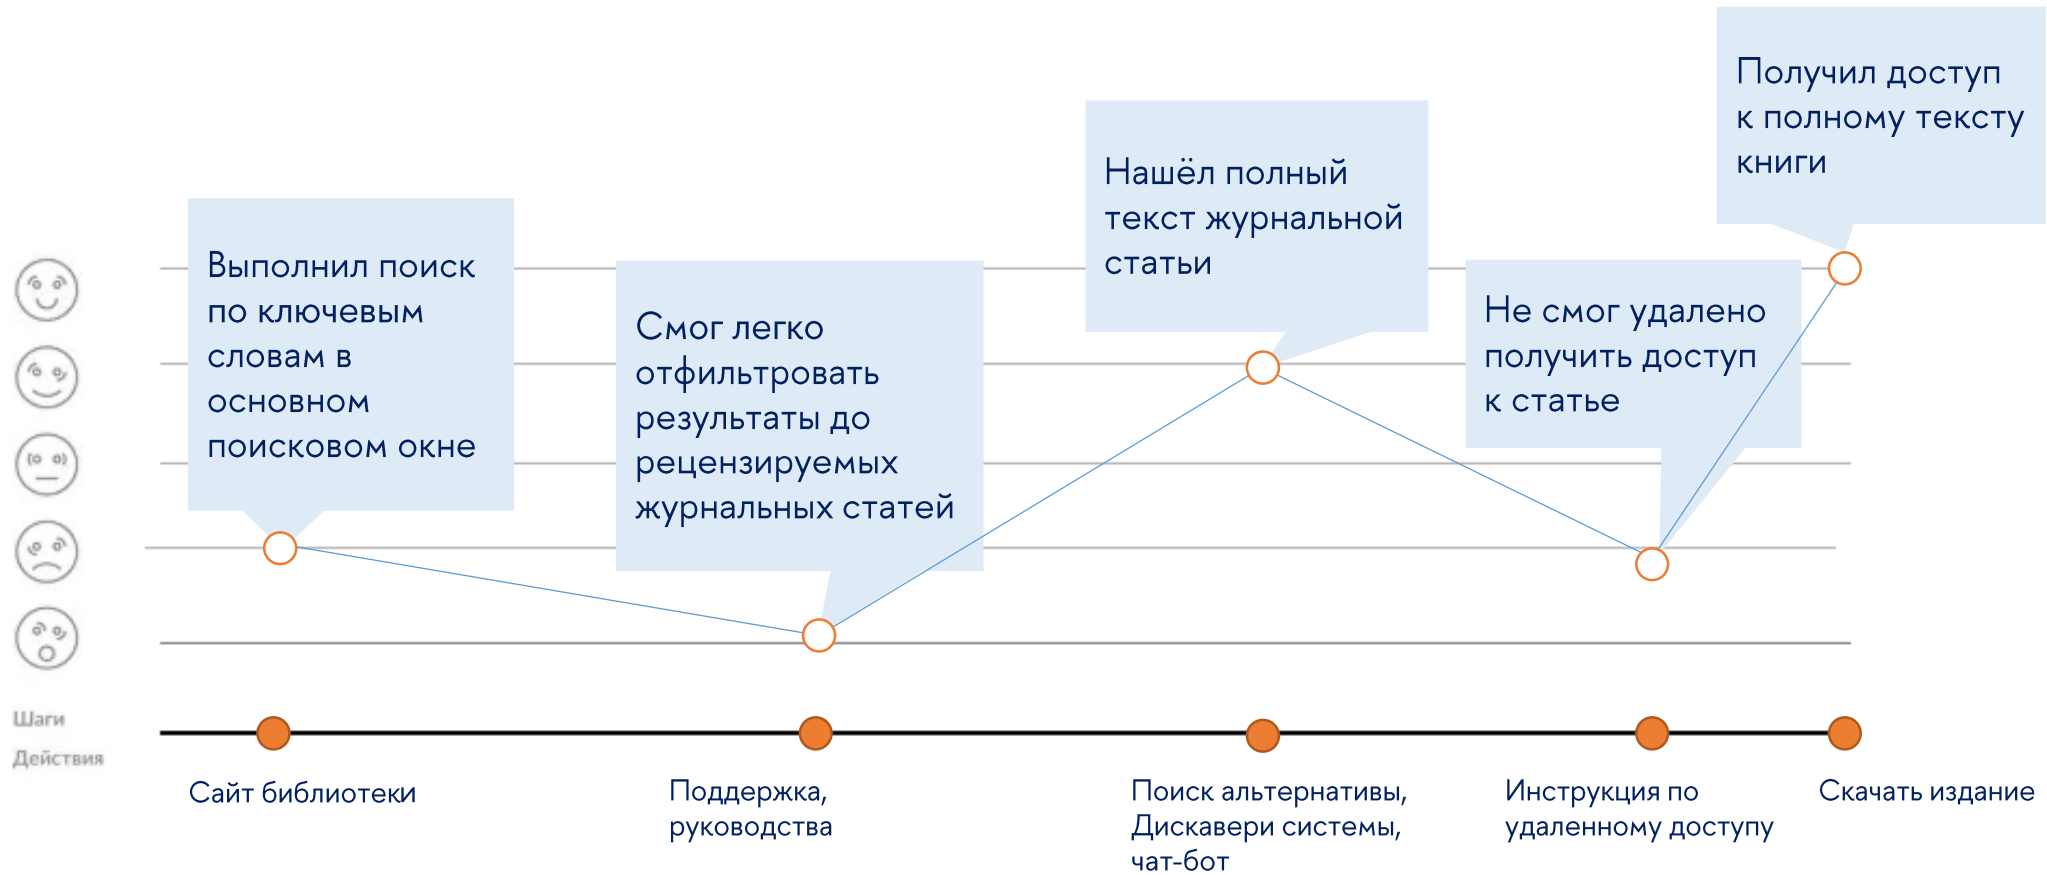 Выполнил поиск
по ключевым
словам в
основном
поисковом окне
Смог легко
отфильтровать
результаты до
рецензируемых
журнальных статей
Нашёл полный
текст журнальной
статьи
Не смог удалено
получить доступ
к статье
Получил доступ
к полному тексту
книги
Шаги
Действия
Сайт библиотеки
Поддержка,
руководства
Поиск альтернативы,
Дискавери системы,
чат-бот
Инструкция по
удаленному доступу
Скачать издание